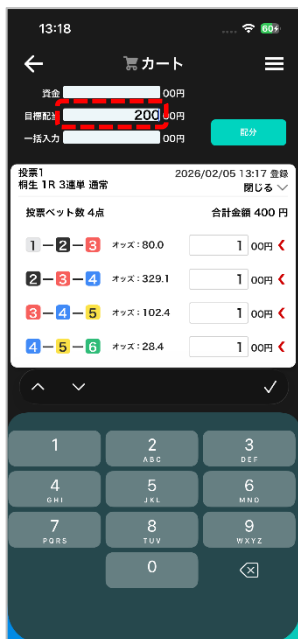 13:18
60
カート
資金 00円
目標配当 200 00円
一括入力 00円
配分
投票1 2026/02/05 13:17 登録
桐生 1R 3連単 通常 閉じる
投票ベット数 4点 合計金額 400 円
1-2-3 オッズ:80.0 1 00円
2-3-4 オッズ:329.1 1 00円
3-4-5 オッズ:102.4 1 00円
4-5-6 オッズ:28.4 1 00円
1 2 3
ABC DEF
4 5 6
GHI JKL MNO
7 8 9
PQRS TUV WXYZ
0